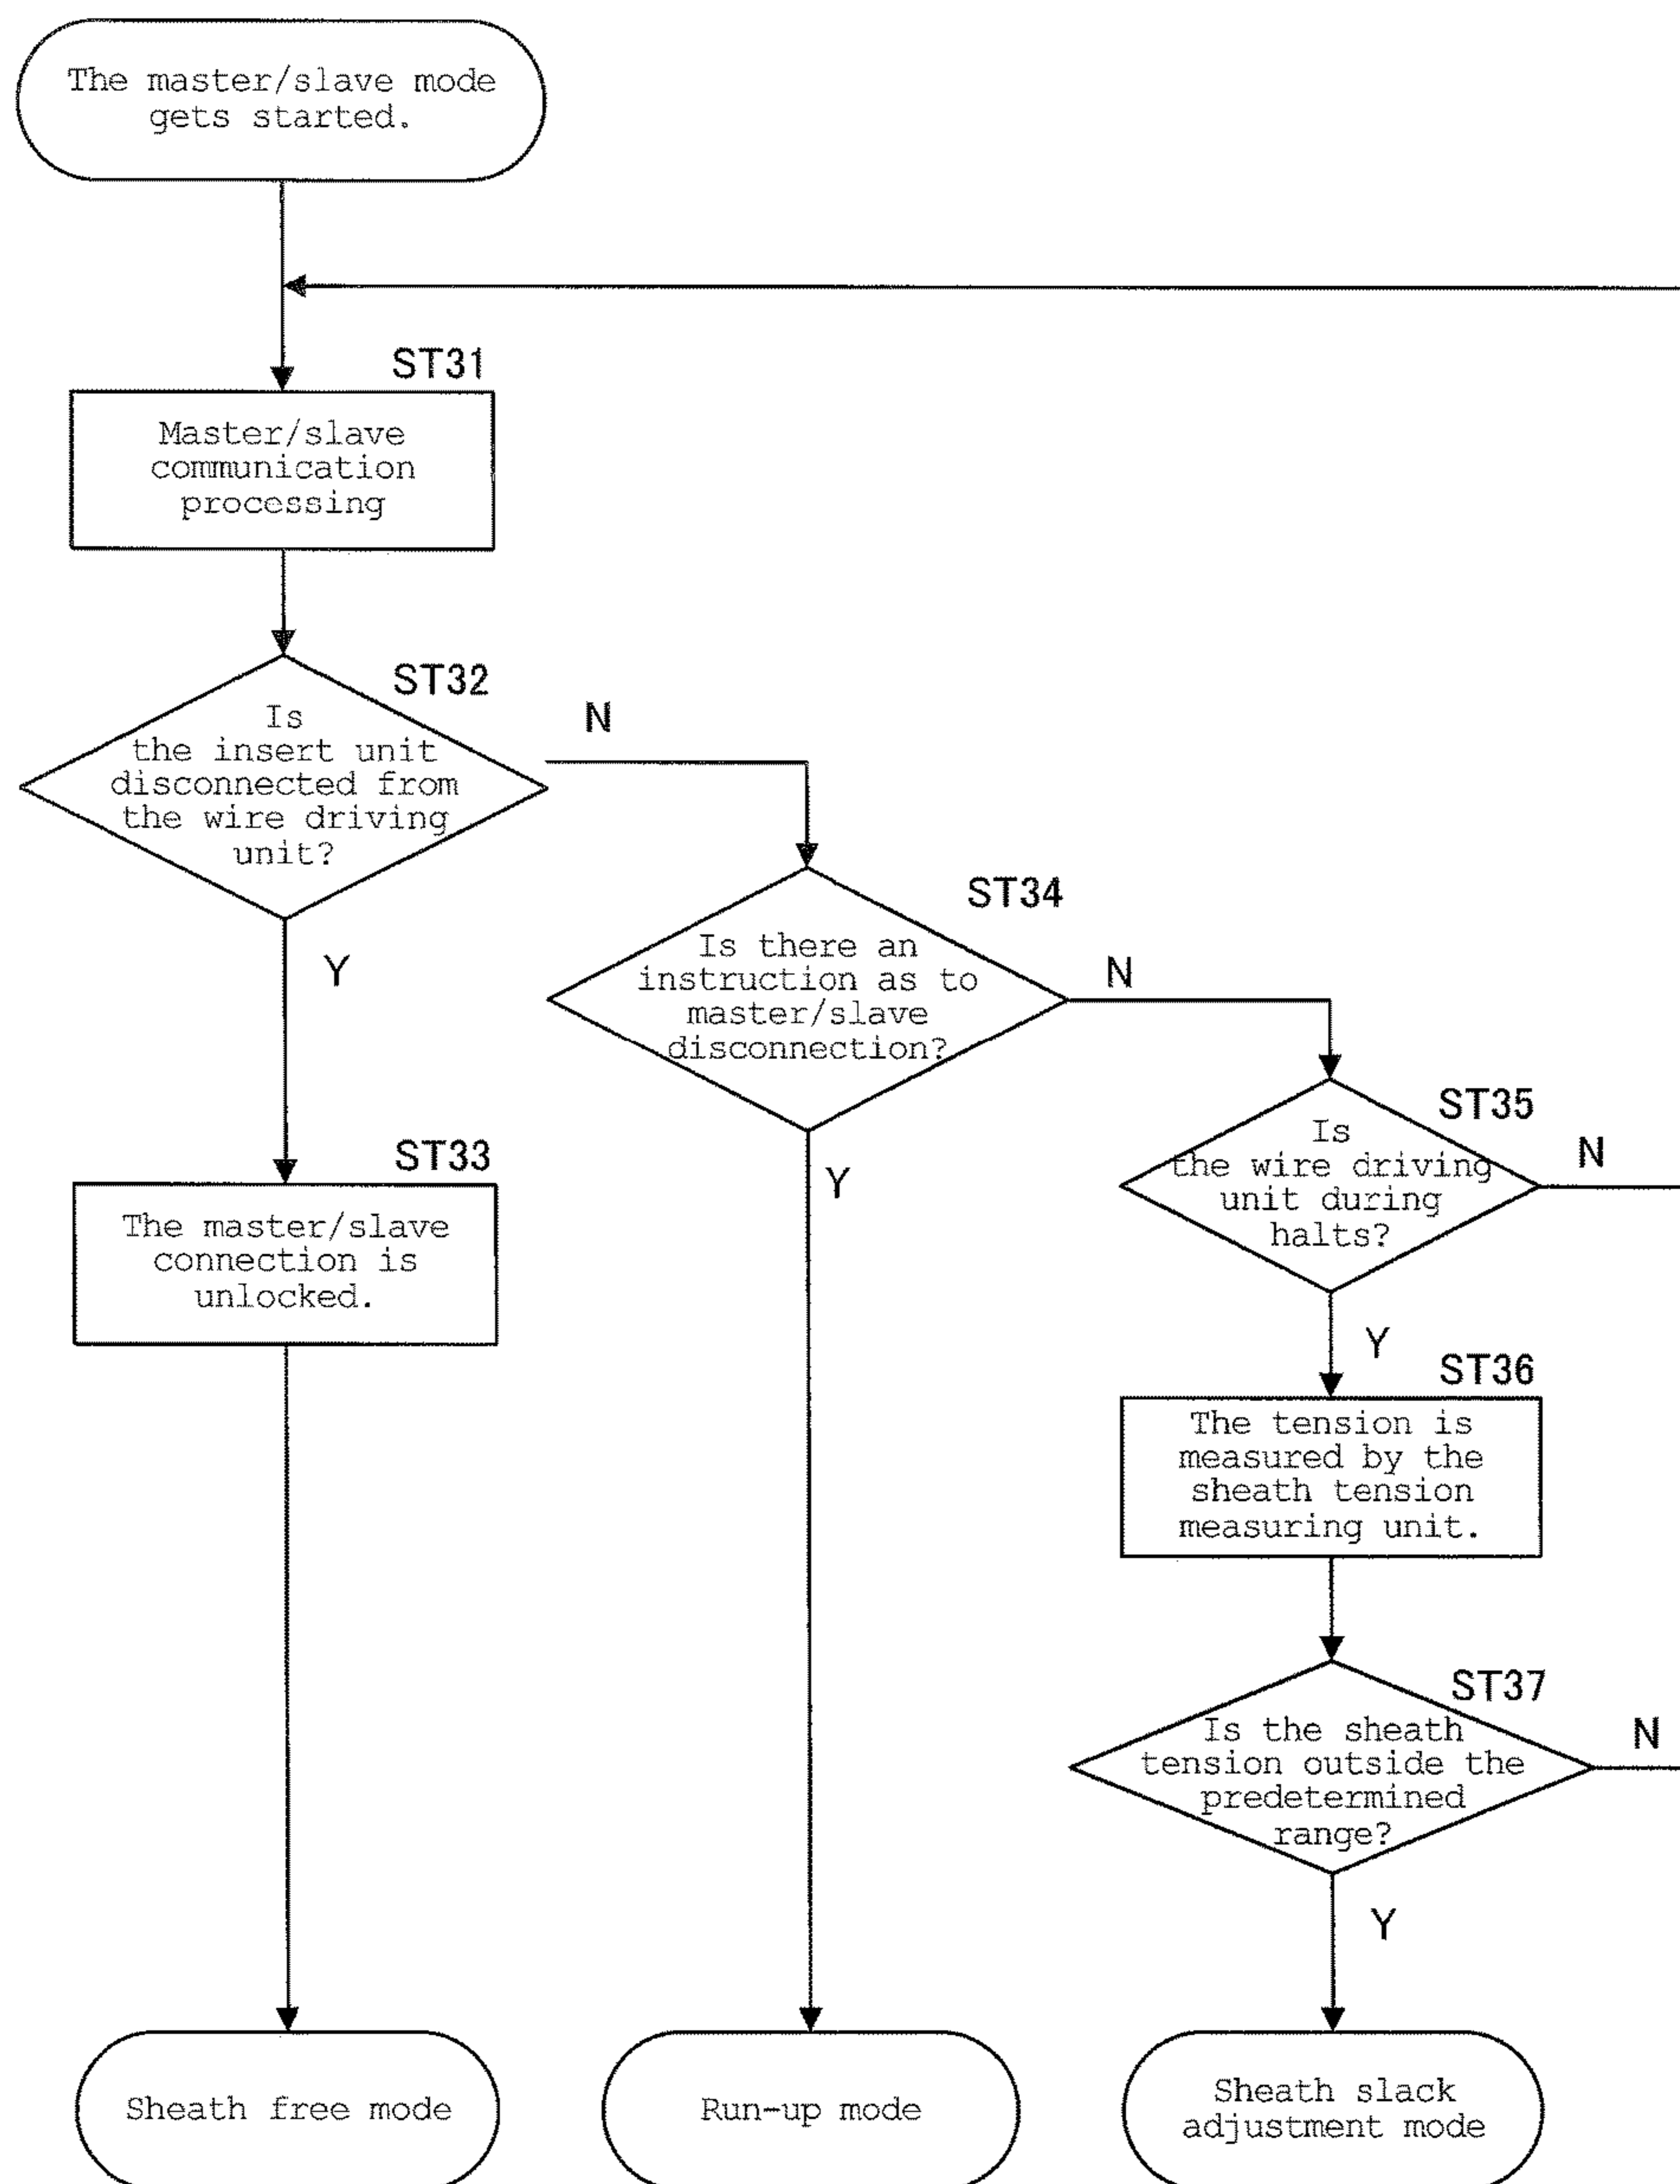 The master/slave mode
gets started.
ST31
Master/slave
communication
processing
ST32
Is
the insert unit
disconnected from
the wire driving
unit?
N
Y
ST33
The master/slave
connection is
unlocked.
ST34
Is there an
instruction as to
master/slave
disconnection?
N
Y
ST35
Is
the wire driving
unit during
halts?
N
Y
ST36
The tension is
measured by the
sheath tension
measuring unit.
ST37
Is the sheath
tension outside the
predetermined
range?
N
Y
Sheath free mode
Run-up mode
Sheath slack
adjustment mode